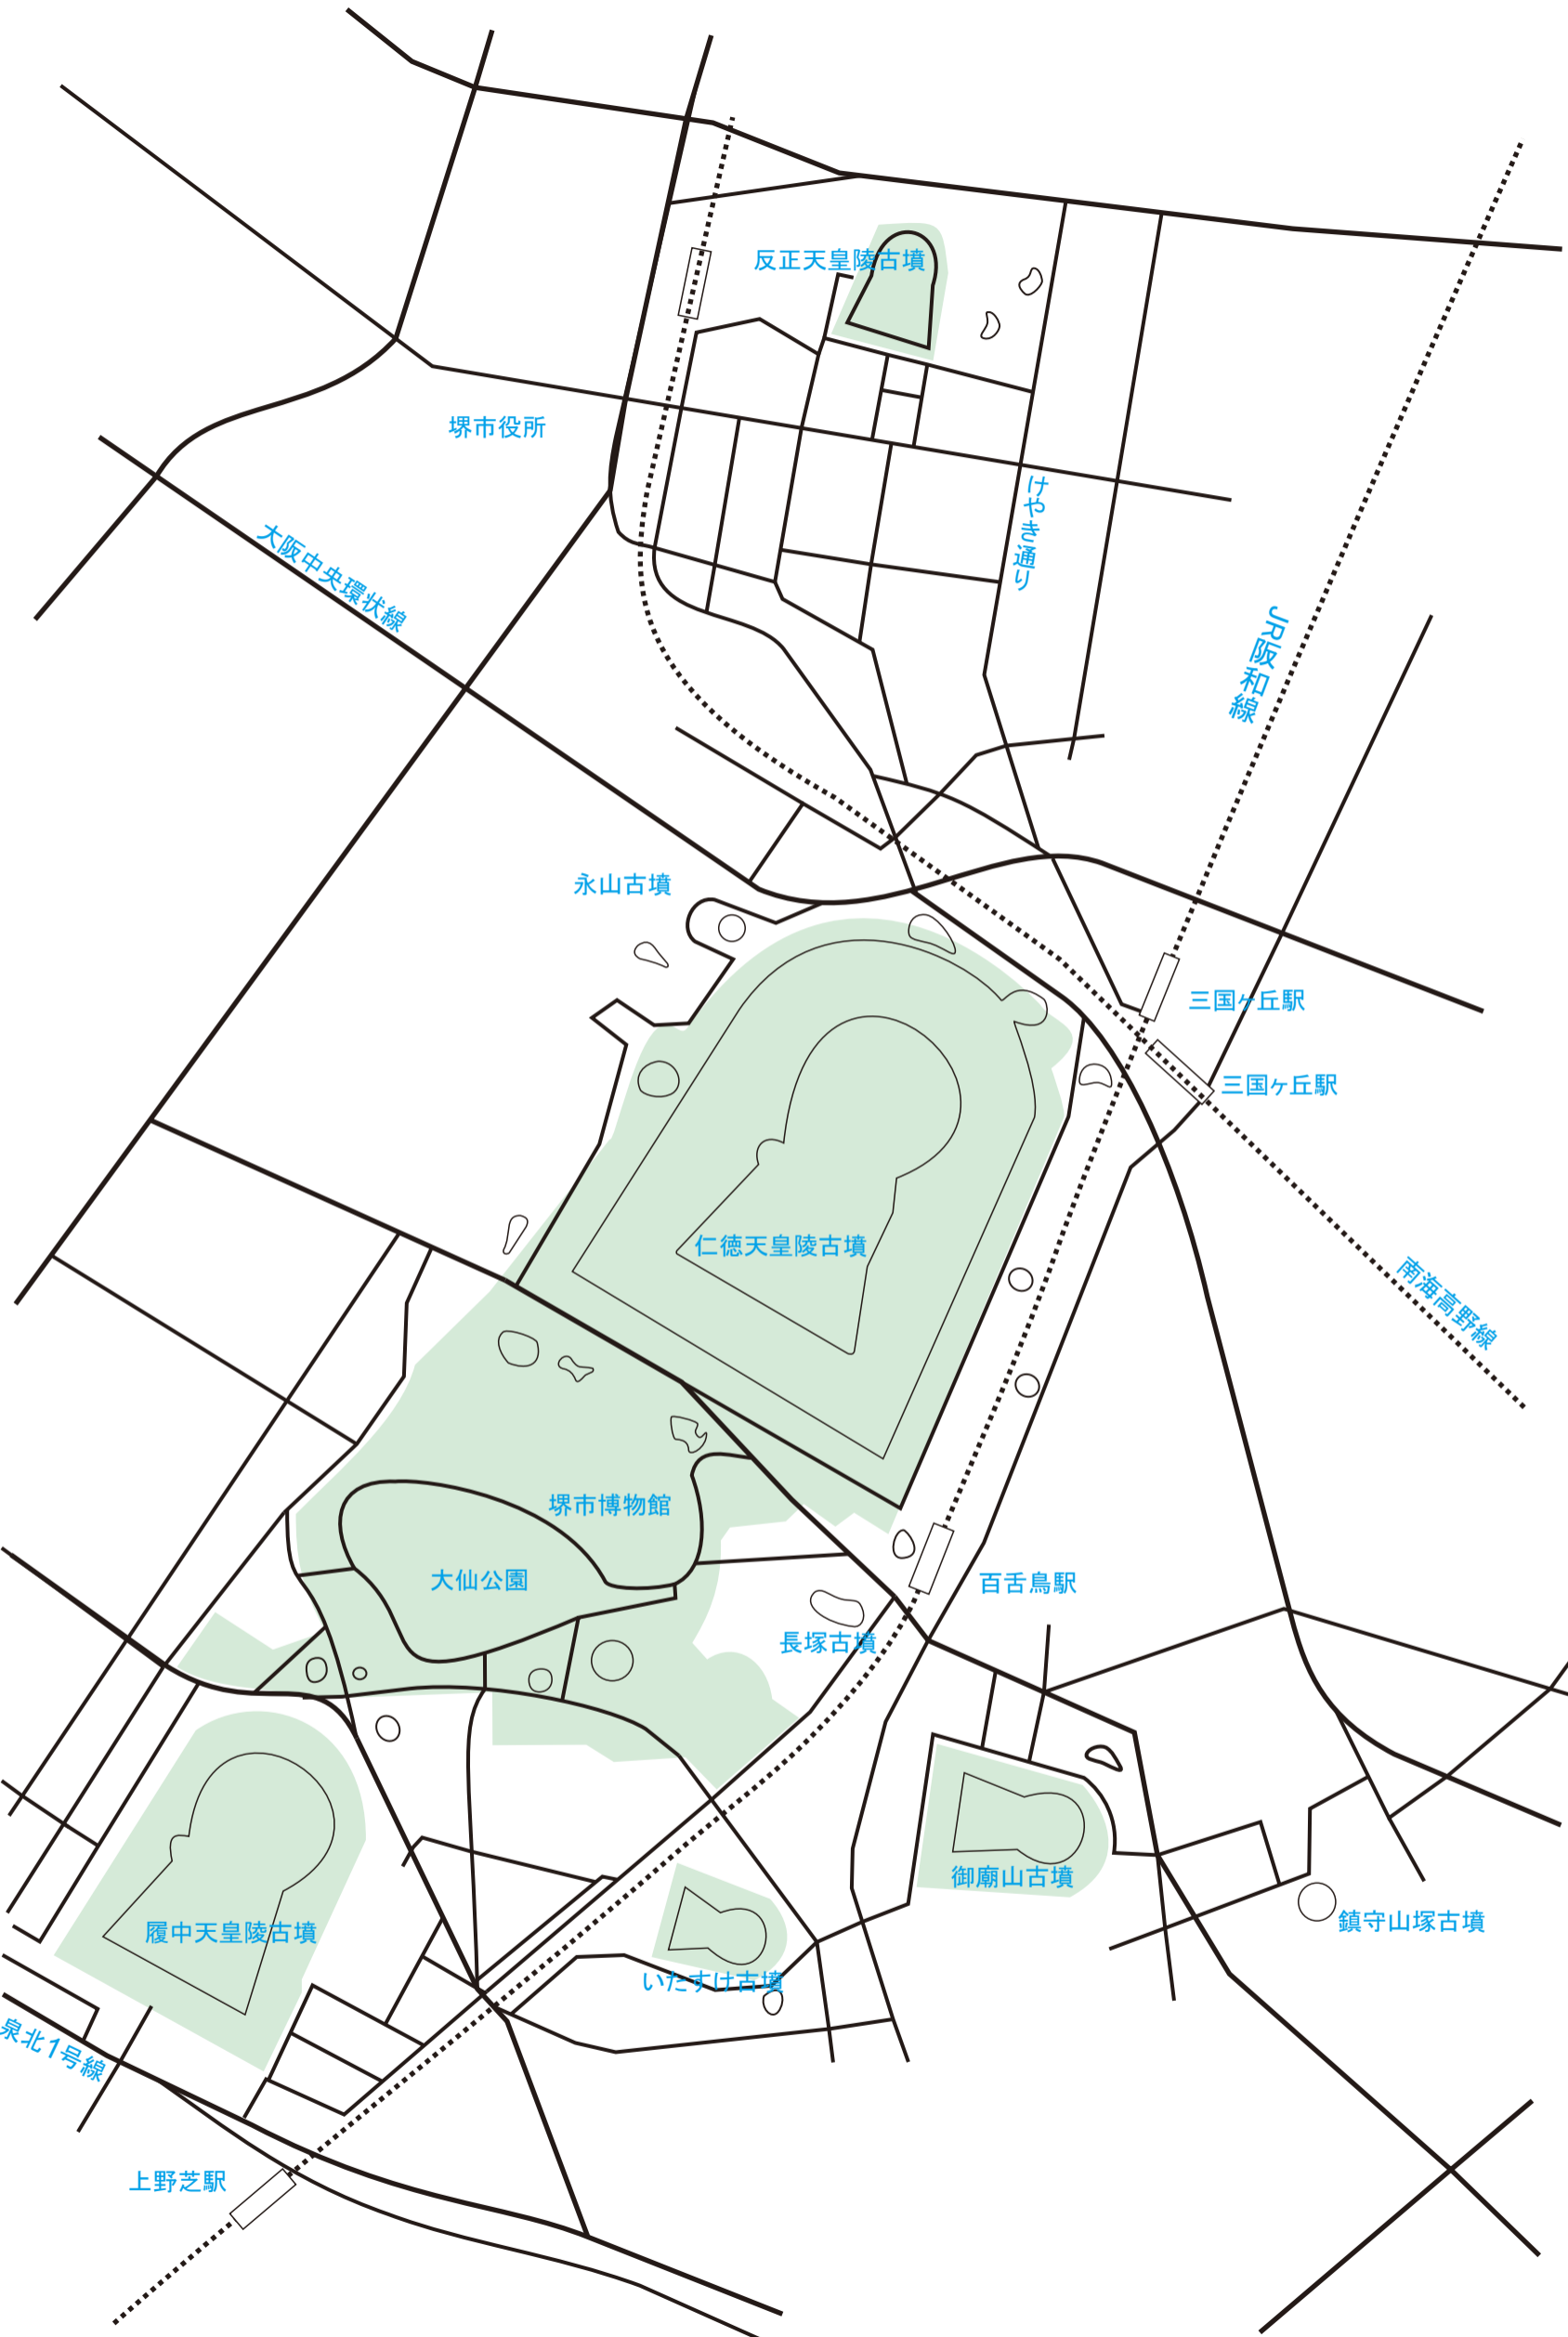 反正天皇陵古墳
堺市役所
けやき通り
大阪中央環状線
JR阪和線
永山古墳
三国ヶ丘駅
三国ヶ丘駅
仁徳天皇陵古墳
南海高野線
堺市博物館
大仙公園
百舌鳥駅
長塚古墳
御廟山古墳
履中天皇陵古墳
鎮守山塚古墳
いたすけ古墳
泉北1号線
上野芝駅